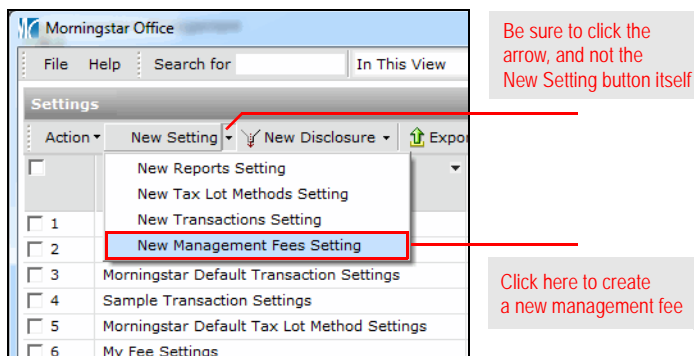 Morningstar Office
File Help Search for In This View
Be sure to click the
arrow, and not the
New Setting button itself
Settings
Action New Setting New Disclosure Expo
New Reports Setting
New Tax Lot Methods Setting
1 New Transactions Setting
2 New Management Fees Setting
3 Morningstar Default Transaction Settings
4 Sample Transaction Settings
5 Morningstar Default Tax Lot Method Settings
6 My Fee Settings
Click here to create
a new management fee